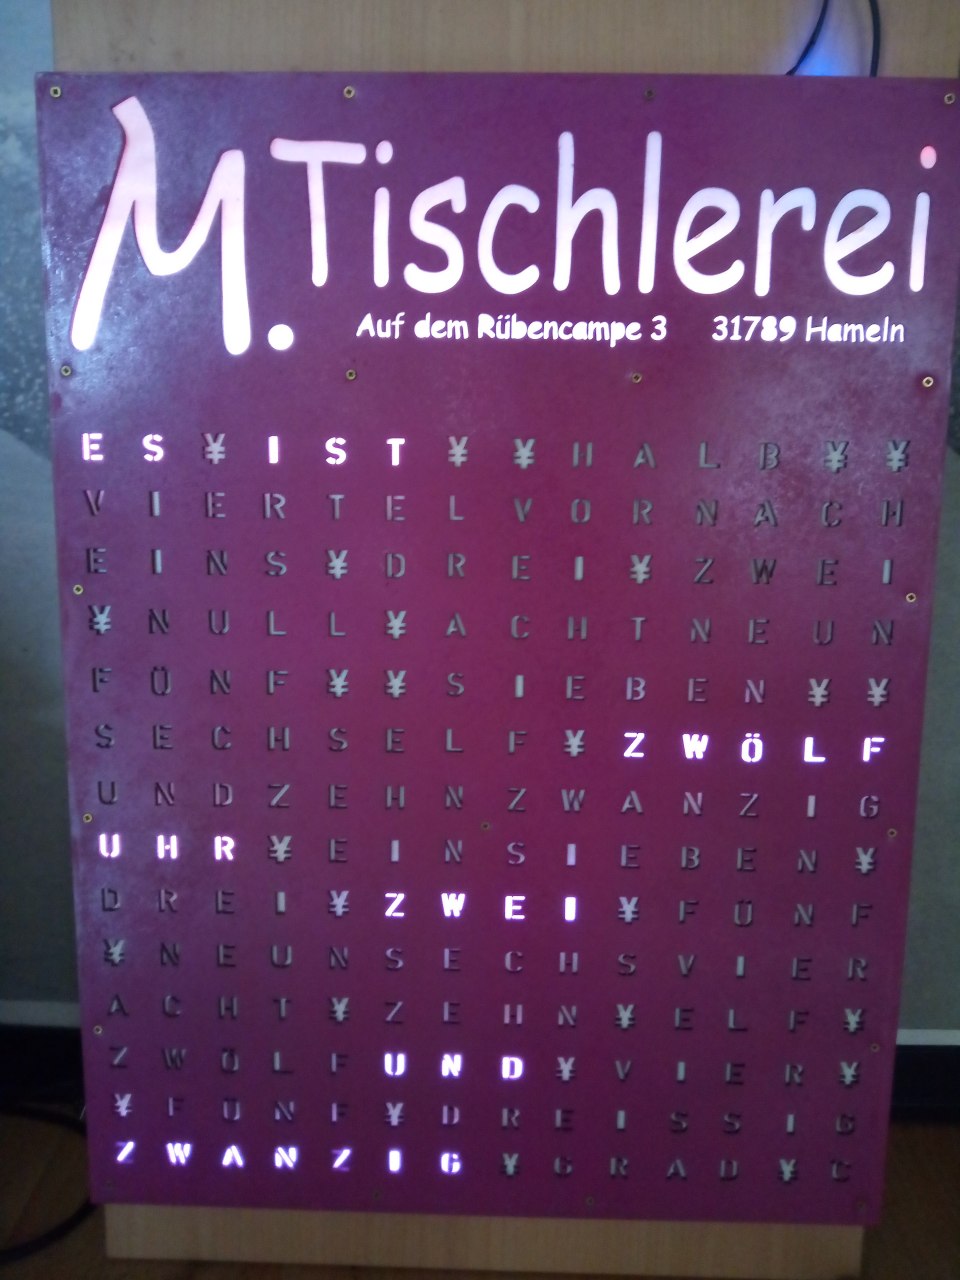 M. Tischlerei
Auf dem Rübencampe 3 31789 Hameln
ES¥IST¥¥HALB¥¥
VIERTELVORNACH
EINS¥DREI¥ZWEI
¥NULL¥ACHTNEUN
FÜNF¥¥SIEBEN¥¥
SECHSELF¥ZWÖLF
UNDZEHNZWANZIG
UHR¥EINSIEBEN¥
DREI¥ZWEI¥FÜNF
¥NEUNSECHSVIER
ACHT¥ZEHN¥ELF¥
ZWÖLFUND¥VIER¥
¥FÜNF¥DREISSIG
ZWANZIG¥GRAD¥C